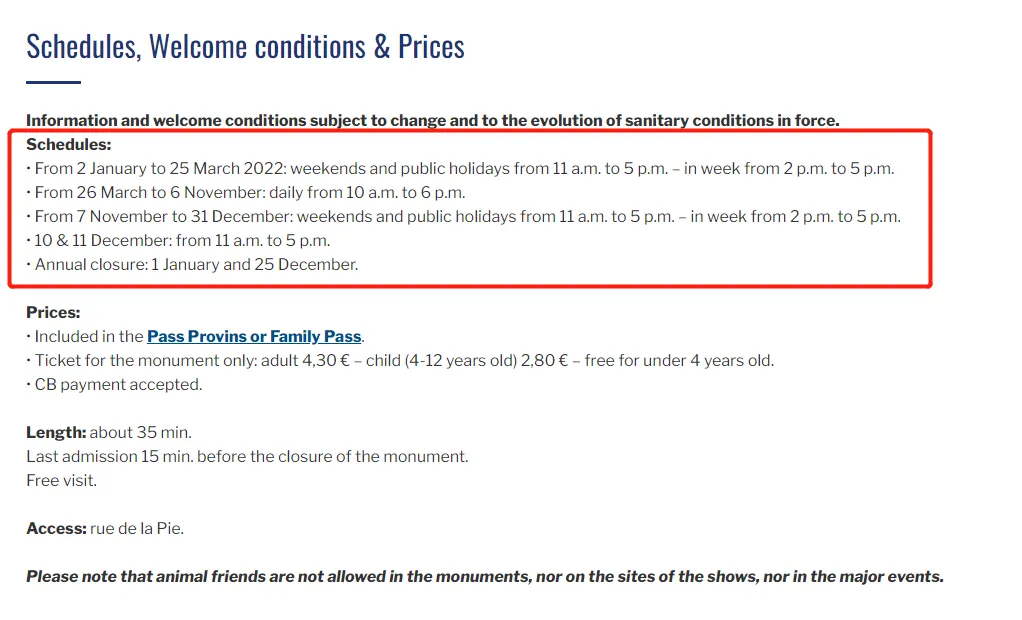 Schedules, Welcome conditions & Prices
Information and welcome conditions subject to change and to the evolution of sanitary conditions in force.
Schedules:
• From 2 January to 25 March 2022: weekends and public holidays from 11 a.m. to 5 p.m. – in week from 2 p.m. to 5 p.m.
• From 26 March to 6 November: daily from 10 a.m. to 6 p.m.
• From 7 November to 31 December: weekends and public holidays from 11 a.m. to 5 p.m. – in week from 2 p.m. to 5 p.m.
• 10 & 11 December: from 11 a.m. to 5 p.m.
• Annual closure: 1 January and 25 December.
Prices:
• Included in the Pass Provins or Family Pass.
• Ticket for the monument only: adult 4,30 € – child (4-12 years old) 2,80 € – free for under 4 years old.
• CB payment accepted.
Length: about 35 min.
Last admission 15 min. before the closure of the monument.
Free visit.
Access: rue de la Pie.
Please note that animal friends are not allowed in the monuments, nor on the sites of the shows, nor in the major events.